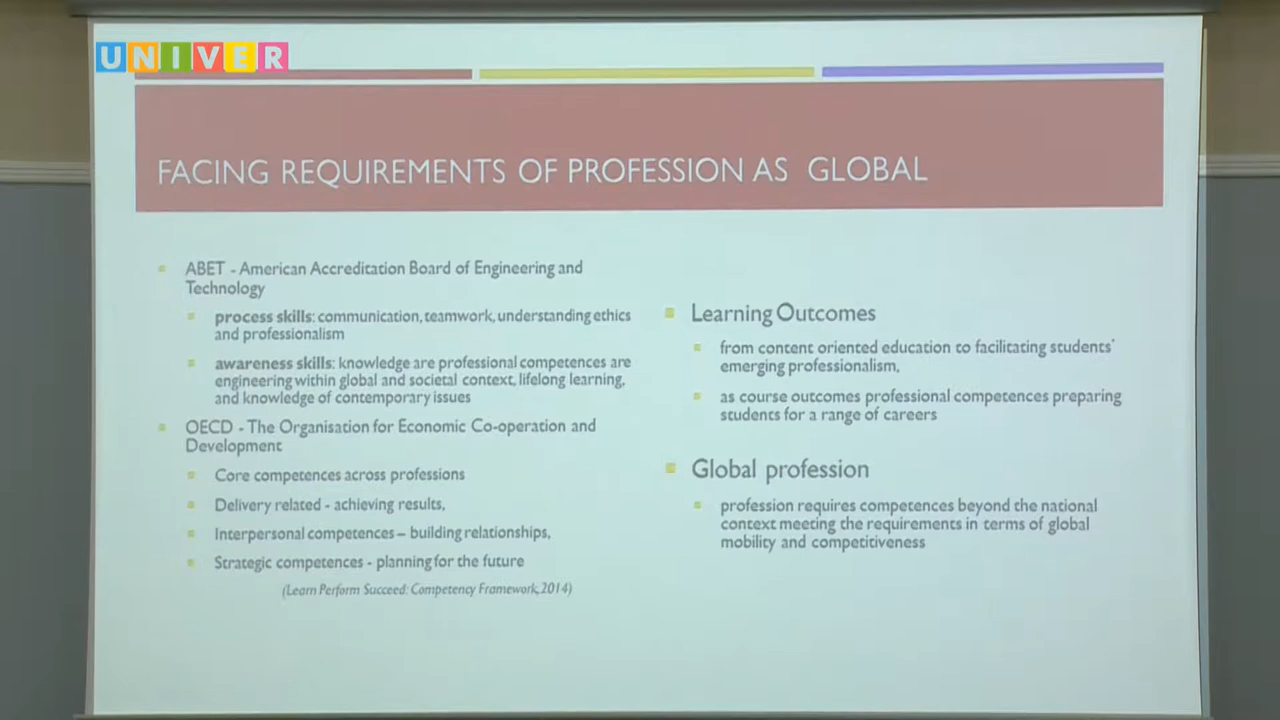 UNIVER
FACING REQUIREMENTS OF PROFESSION AS GLOBAL
ABET - American Accreditation Board of Engineering and
Technology
process skills: communication, teamwork, understanding ethics
and professionalism
awareness skills: knowledge are professional competences are
engineering within global and societal context, lifelong learning,
and knowledge of contemporary issues
OECD - The Organisation for Economic Co-operation and
Development
Core competences across professions
Delivery related - achieving results,
Interpersonal competences – building relationships,
Strategic competences - planning for the future
(Learn Perform Succeed: Competency Framework, 2014)
Learning Outcomes
from content oriented education to facilitating students'
emerging professionalism,
as course outcomes professional competences preparing
students for a range of careers
Global profession
profession requires competences beyond the national
context meeting the requirements in terms of global
mobility and competitiveness